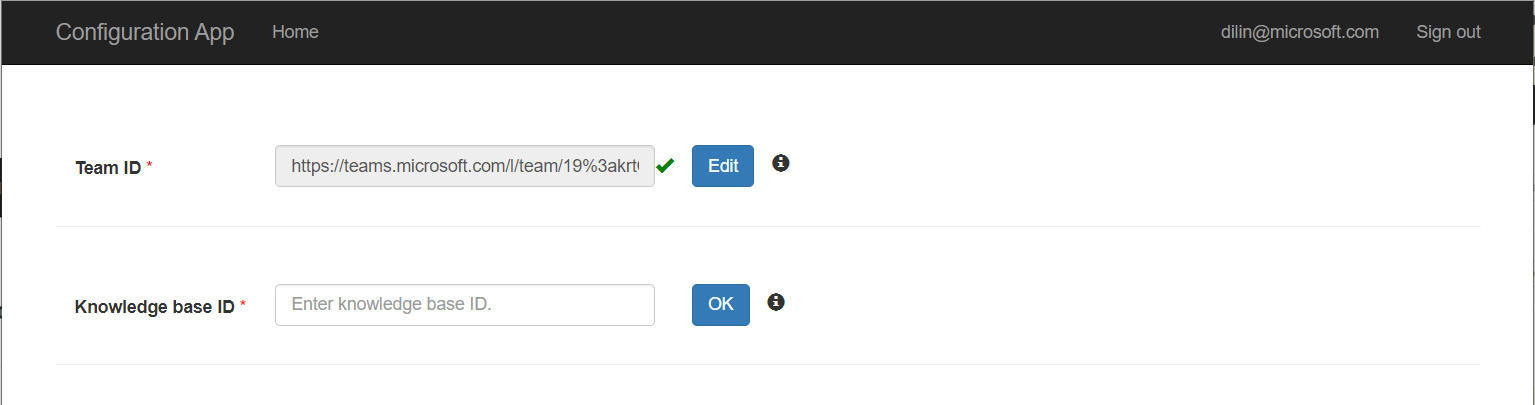 Configuration App Home dilin@microsoft.com Sign out
Team ID * https://teams.microsoft.com/l/team/19%3akrt Edit
Knowledge base ID * Enter knowledge base ID. OK